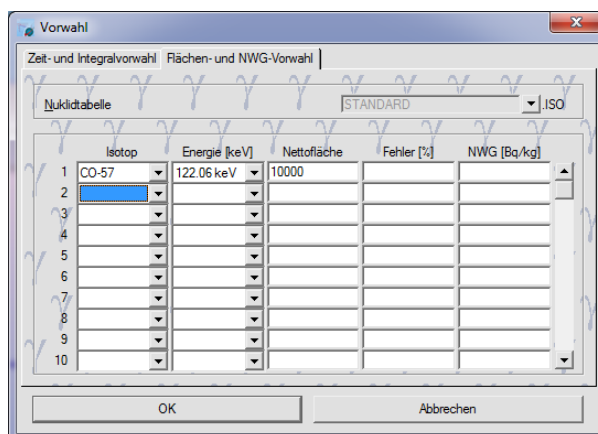 Vorwahl
Zeit- und Integralvorwahl Flächen- und NWG-Vorwahl
Nuklidtabelle STANDARD .ISO
Isotop Energie [keV] Nettofläche Fehler [%] NWG [Bq/kg]
1 CO-57 122.06 keV 10000
2
3
4
5
6
7
8
9
10
OK Abbrechen